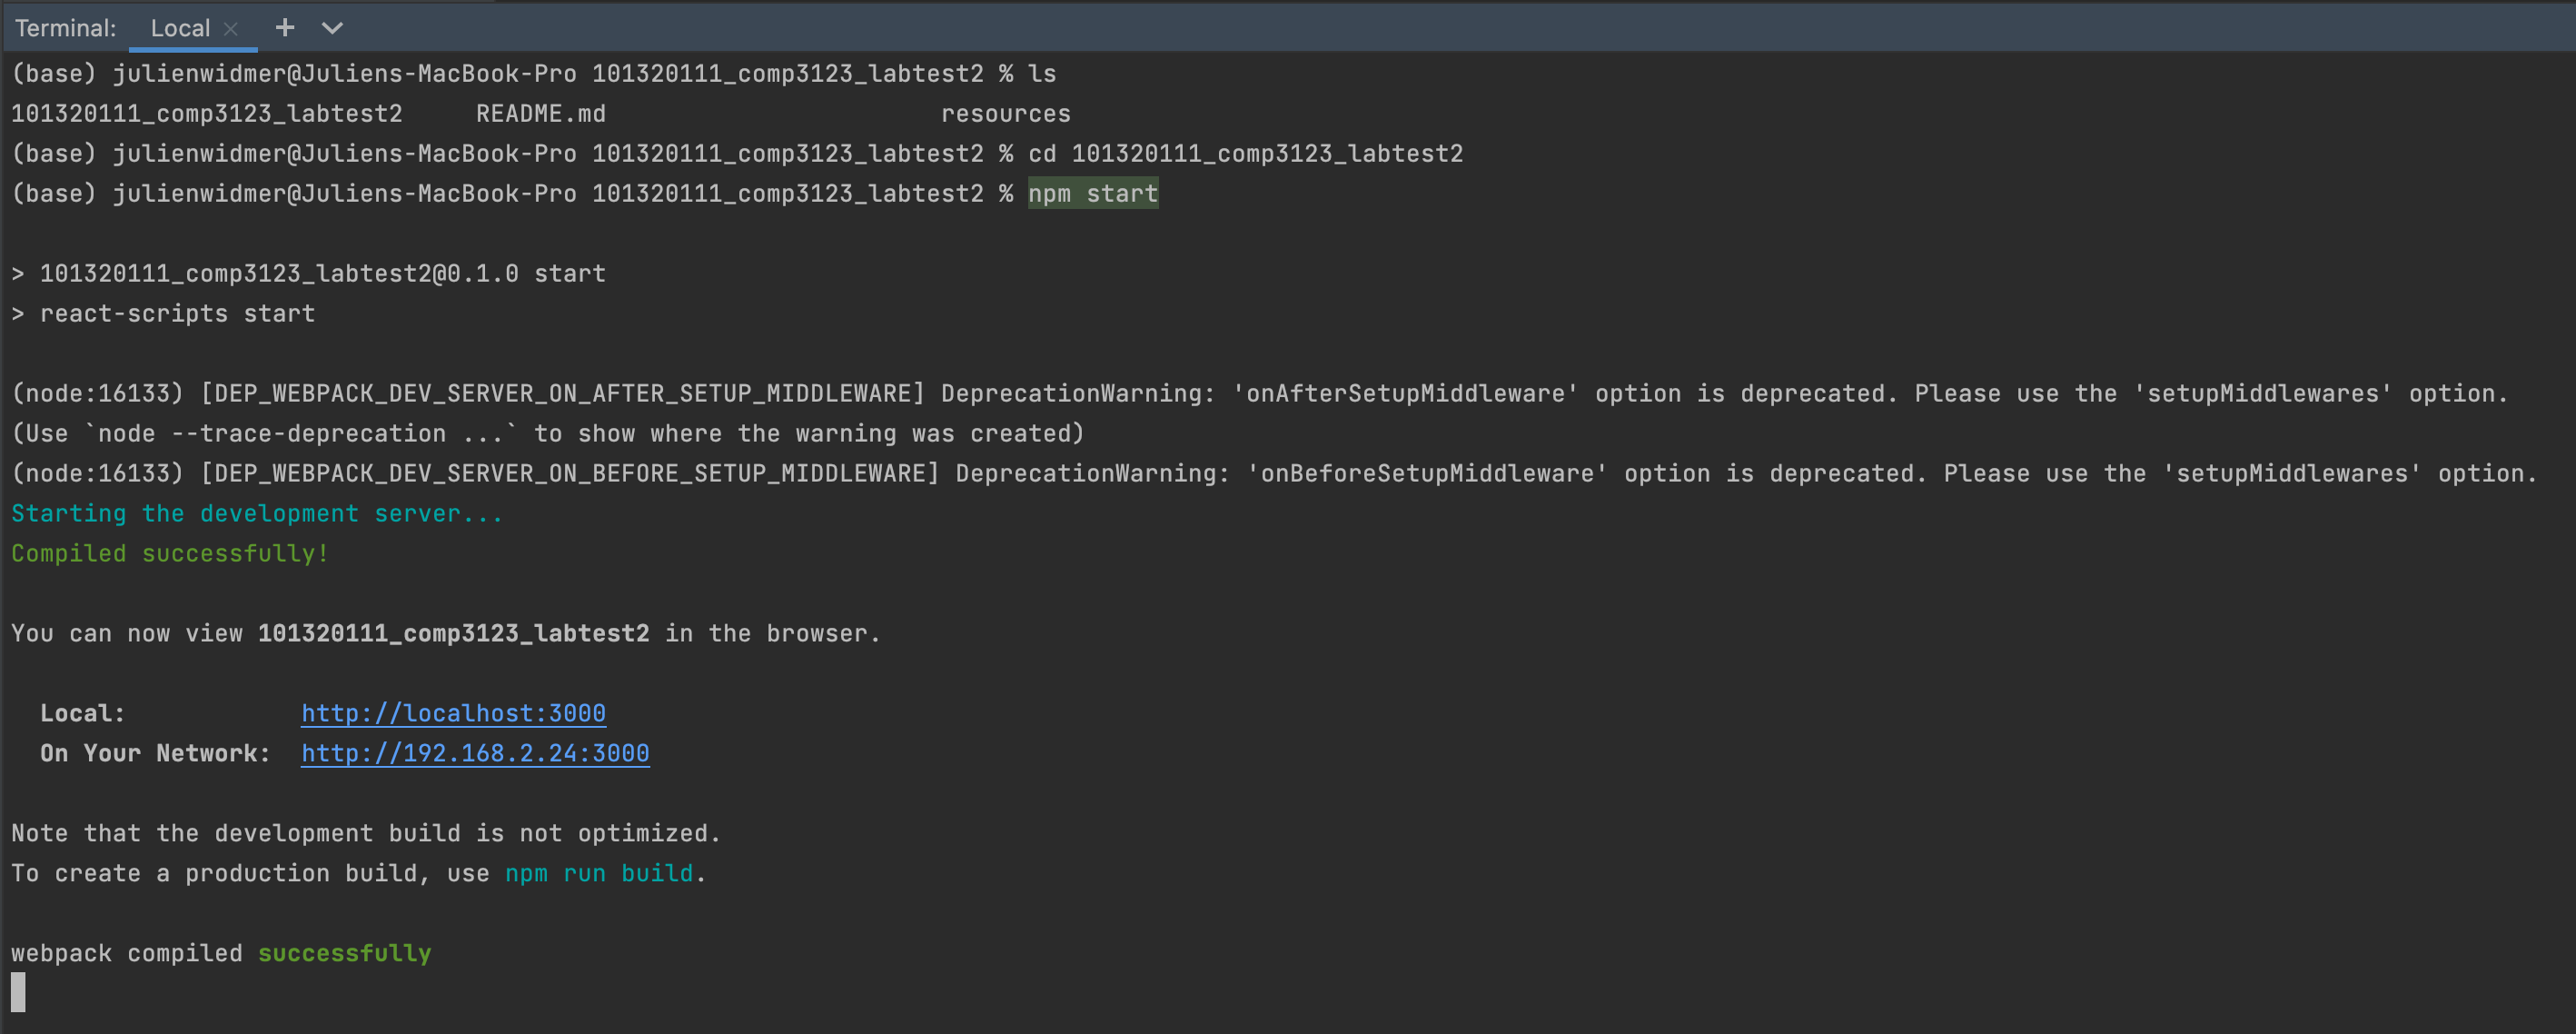 Terminal: Local × + 
(base) julienwidmer@Juliens-MacBook-Pro 101320111_comp3123_labtest2 % ls
101320111_comp3123_labtest2 README.md resources
(base) julienwidmer@Juliens-MacBook-Pro 101320111_comp3123_labtest2 % cd 101320111_comp3123_labtest2
(base) julienwidmer@Juliens-MacBook-Pro 101320111_comp3123_labtest2 % npm start
> 101320111_comp3123_labtest2@0.1.0 start
> react-scripts start
(node:16133) [DEP_WEBPACK_DEV_SERVER_ON_AFTER_SETUP_MIDDLEWARE] DeprecationWarning: 'onAfterSetupMiddleware' option is deprecated. Please use the 'setupMiddlewares' option.
(Use `node --trace-deprecation ...` to show where the warning was created)
(node:16133) [DEP_WEBPACK_DEV_SERVER_ON_BEFORE_SETUP_MIDDLEWARE] DeprecationWarning: 'onBeforeSetupMiddleware' option is deprecated. Please use the 'setupMiddlewares' option.
Starting the development server...
Compiled successfully!
You can now view 101320111_comp3123_labtest2 in the browser.
Local: http://localhost:3000
On Your Network: http://192.168.2.24:3000
Note that the development build is not optimized.
To create a production build, use npm run build.
webpack compiled successfully